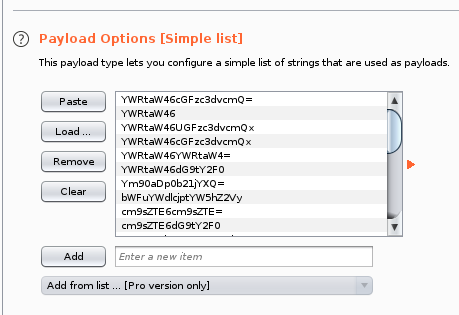 Payload Options [Simple list]
This payload type lets you configure a simple list of strings that are used as payloads.
Paste
Load ...
Remove
Clear
YWRtaW46cGFzc3dvcmQ=
YWRtaW46
YWRtaW46UGFzc3dvcmQx
YWRtaW46cGFzc3dvcmQx
YWRtaW46YWRtaW4=
YWRtaW46dG9tY2F0
Ym90aDp0b21jYXQ=
bWFuYWdlcjptYW5hZ2Vy
cm9sZTE6cm9sZTE=
cm9sZTE6dG9tY2F0
Add
Enter a new item
Add from list ... [Pro version only]